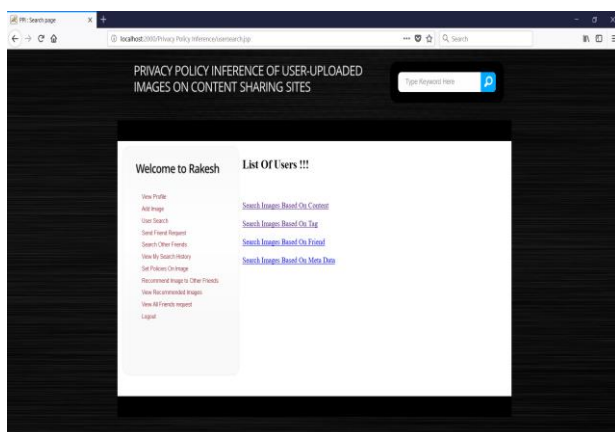 PPI : Search page
localhost:2000/Privacy Policy Inference/usersearch.jsp
Search
PRIVACY POLICY INFERENCE OF USER-UPLOADED
IMAGES ON CONTENT SHARING SITES
Type Keyword Here
Welcome to Rakesh
View Profile
Add Image
User Search
Send Friend Request
Search Other Friends
View My Search History
Set Policies On Image
Recommend Image to Other Friends
View Recommended Images
View All Friends request
Logout
List Of Users !!!
Search Images Based On Content
Search Images Based On Tag
Search Images Based On Friend
Search Images Based On Meta Data